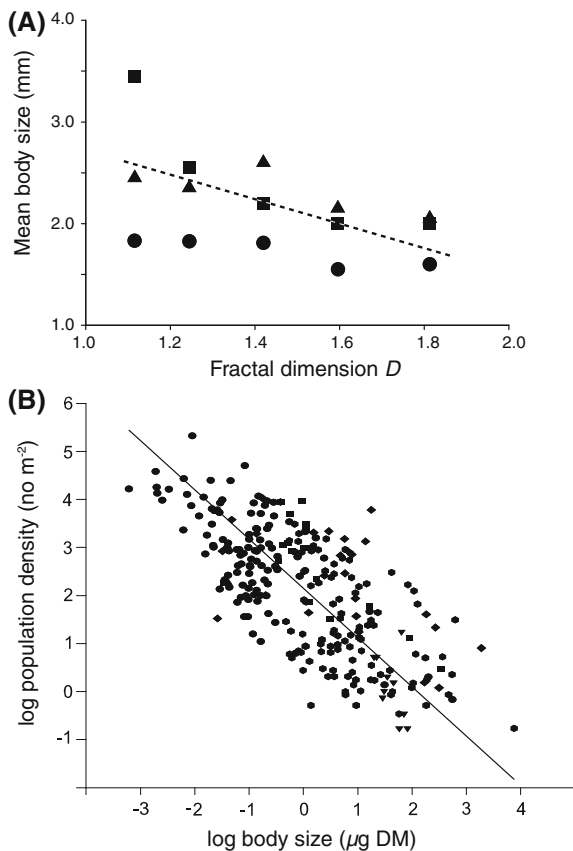 (A)
Mean body size (mm)
4.0
3.0
2.0
1.0
1.0 1.2 1.4 1.6 1.8 2.0
Fractal dimension D
(B)
log population density (no m⁻²)
6
5
4
3
2
1
0
-1
-3 -2 -1 0 1 2 3 4
log body size (µg DM)